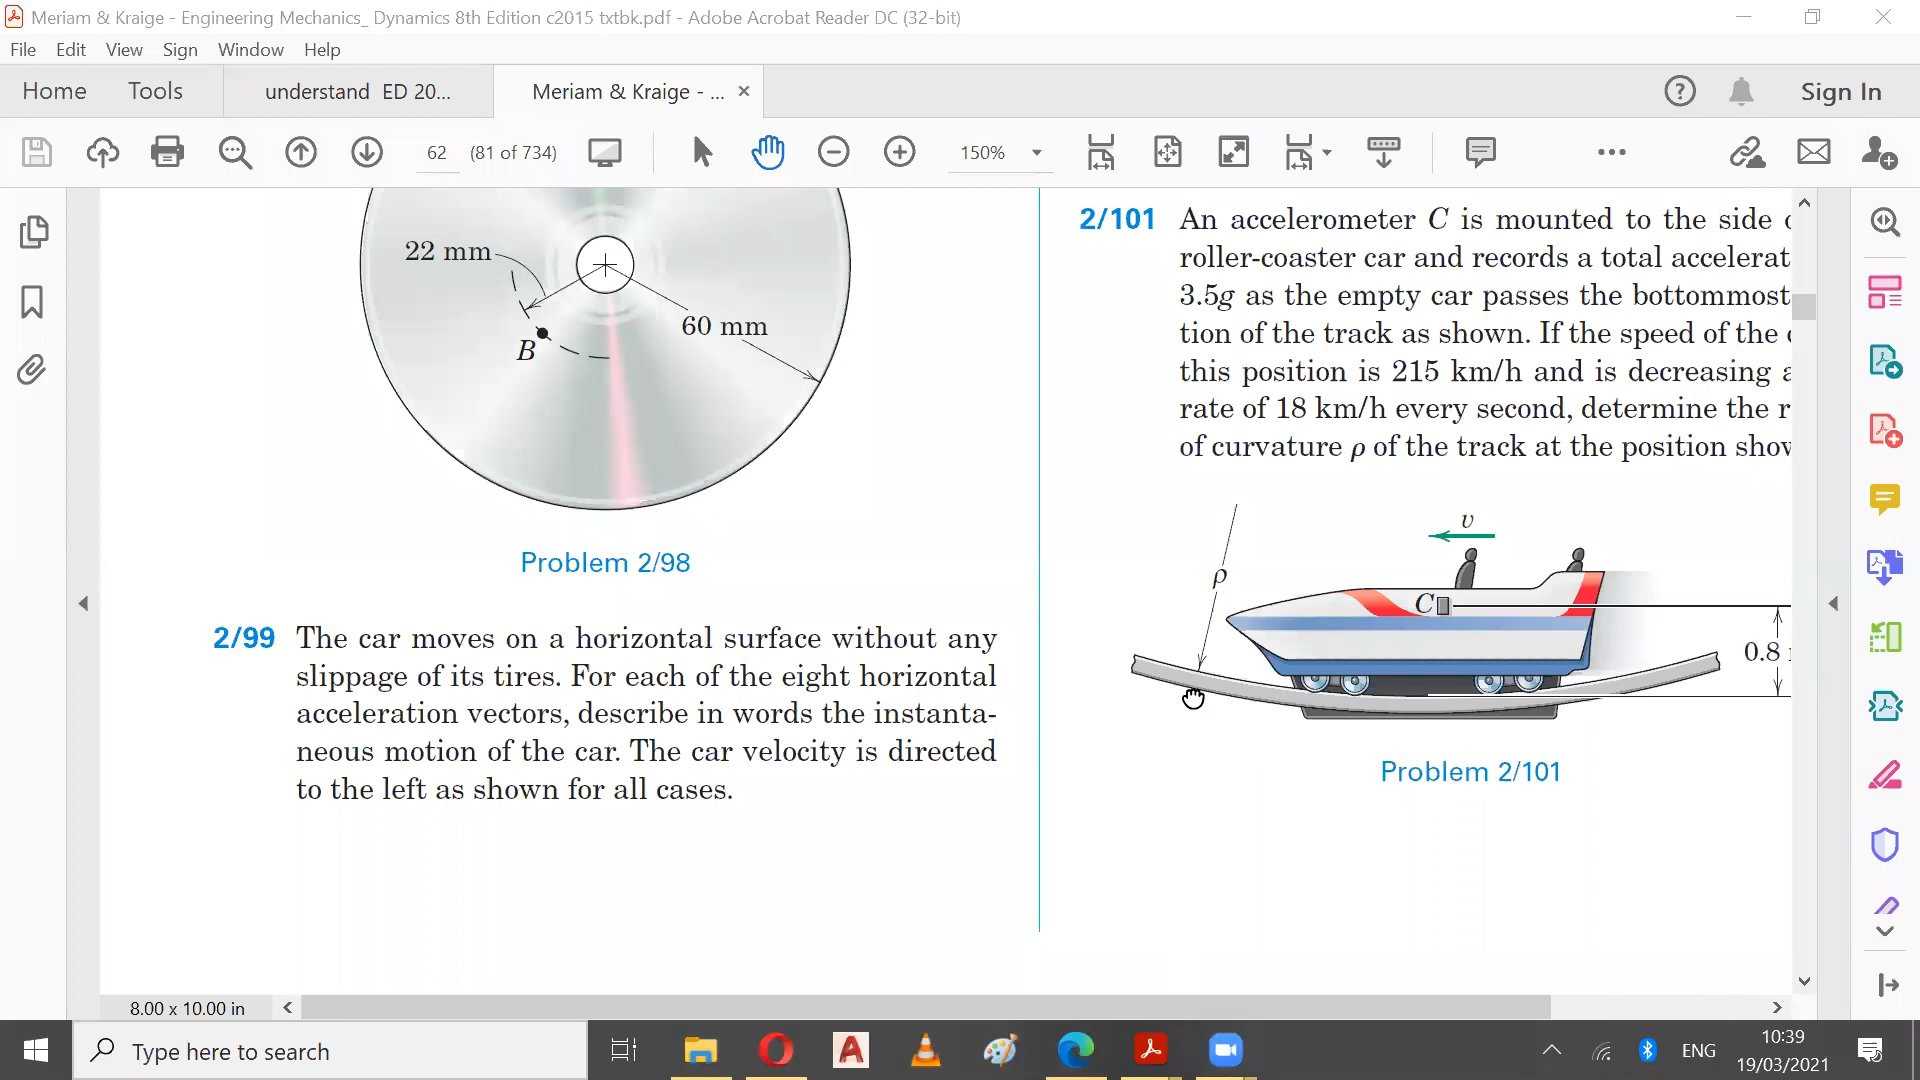 Meriam & Kraige - Engineering Mechanics_ Dynamics 8th Edition c2015 txtbk.pdf - Adobe Acrobat Reader DC (32-bit)
File Edit View Sign Window Help
Home Tools understand ED 20... Meriam & Kraige - ... × Sign In
62 (81 of 734) 150%
22 mm
60 mm
B
Problem 2/98
2/99 The car moves on a horizontal surface without any
slippage of its tires. For each of the eight horizontal
acceleration vectors, describe in words the instanta-
neous motion of the car. The car velocity is directed
to the left as shown for all cases.
2/101 An accelerometer C is mounted to the side
roller-coaster car and records a total accelerat
3.5g as the empty car passes the bottommost
tion of the track as shown. If the speed of the
this position is 215 km/h and is decreasing
rate of 18 km/h every second, determine the r
of curvature ρ of the track at the position show
v
ρ
C
0.8
Problem 2/101
8.00 x 10.00 in
Type here to search
ENG
10:39
19/03/2021